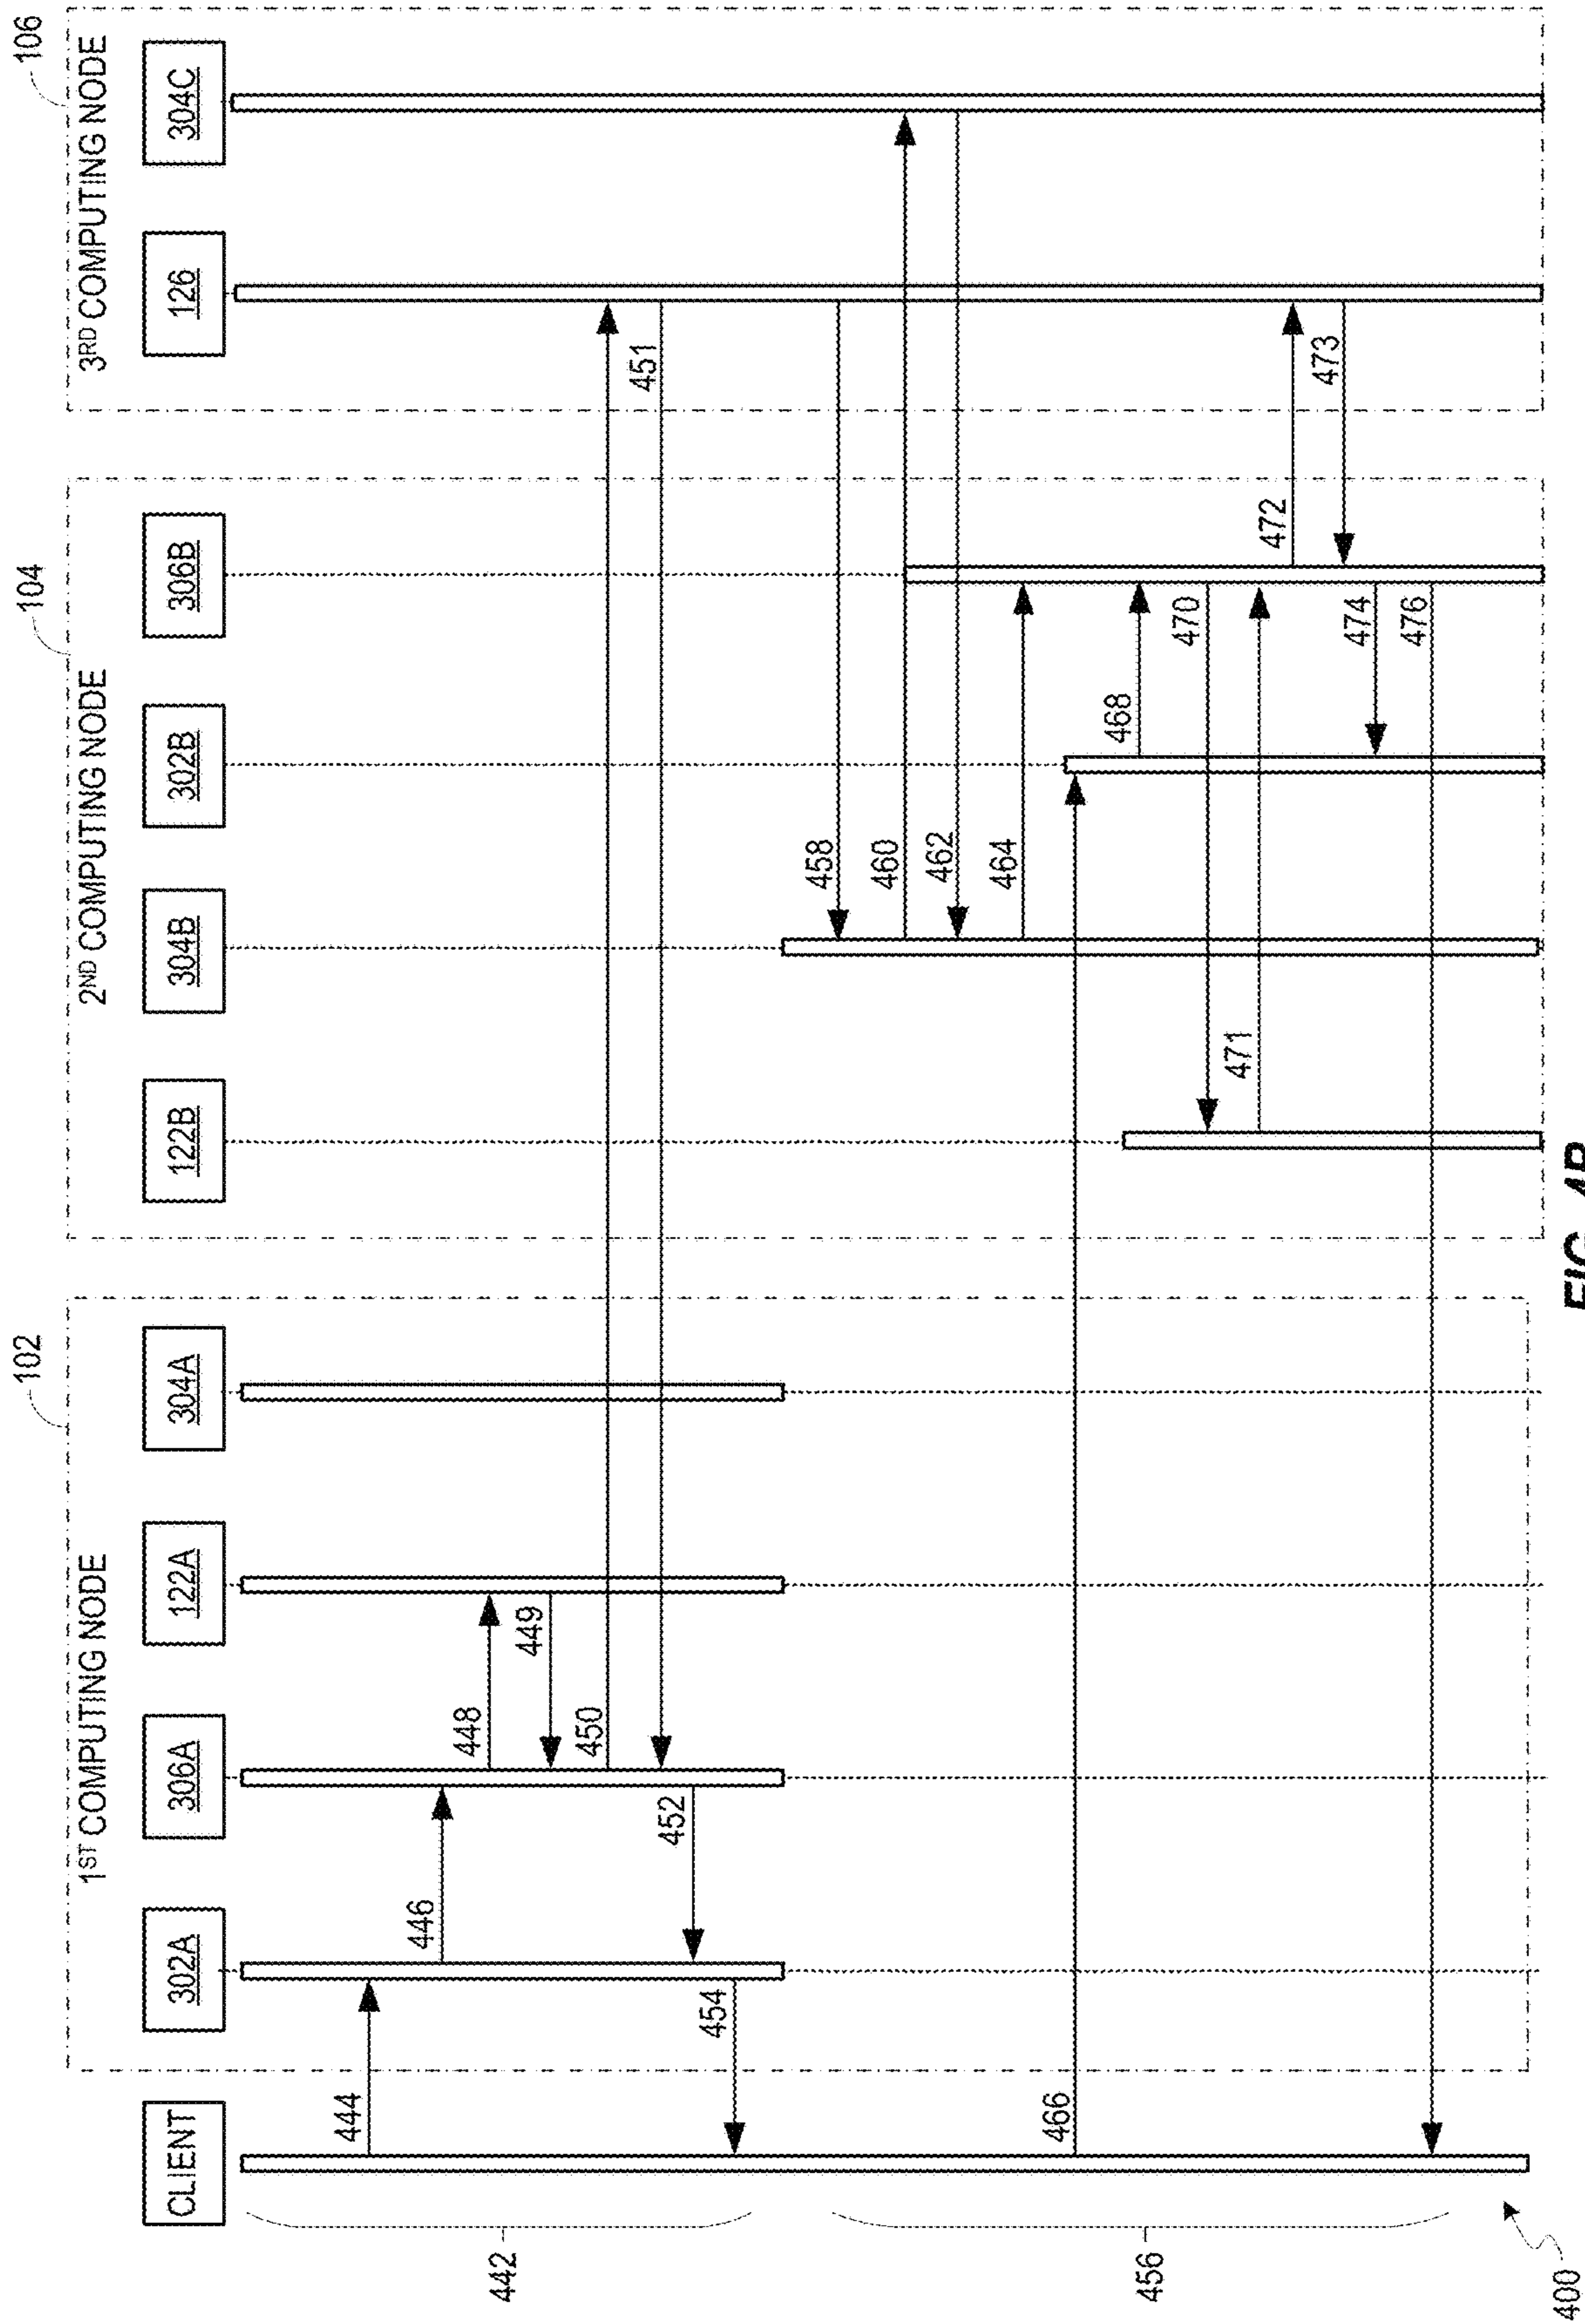 106
104
102
3RD COMPUTING NODE
2ND COMPUTING NODE
1ST COMPUTING NODE
CLIENT
302A
306A
122A
304A
122B
304B
302B
306B
126
304C
442
444
446
448
449
450
451
452
454
456
458
460
462
464
466
468
470
471
472
473
474
476
400
FIG. 4B